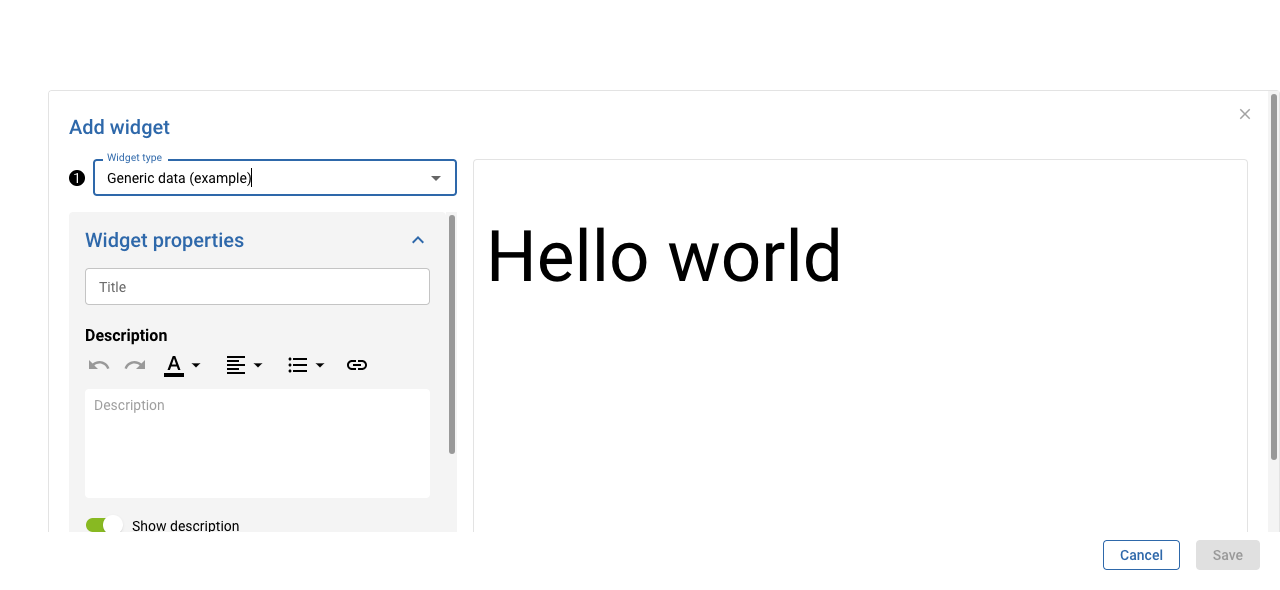 Add widget
Widget type
1 Generic data (example)
Widget properties
Title
Description
A
Description
Show description
Hello world
Cancel
Save